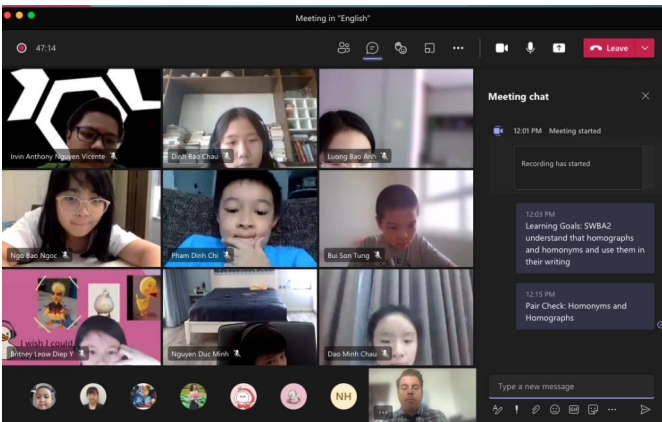 Meeting in "English"
47:14
Leave
Irvin Anthony Nguyen Vicente
Dinh Bao Chau
Luong Bao Anh
Ngo Bao Ngoc
Pham Dinh Chi
Bui Son Tung
I wish I could
Britney Leow Diep Y
Nguyen Duc Minh
Dao Minh Chau
NH
Meeting chat
12:01 PM Meeting started
Recording has started
12:03 PM
Learning Goals: SWBA2
understand that homographs
and homonyms and use them in
their writing
12:15 PM
Pair Check: Homonyms and
Homographs
Type a new message
GIF